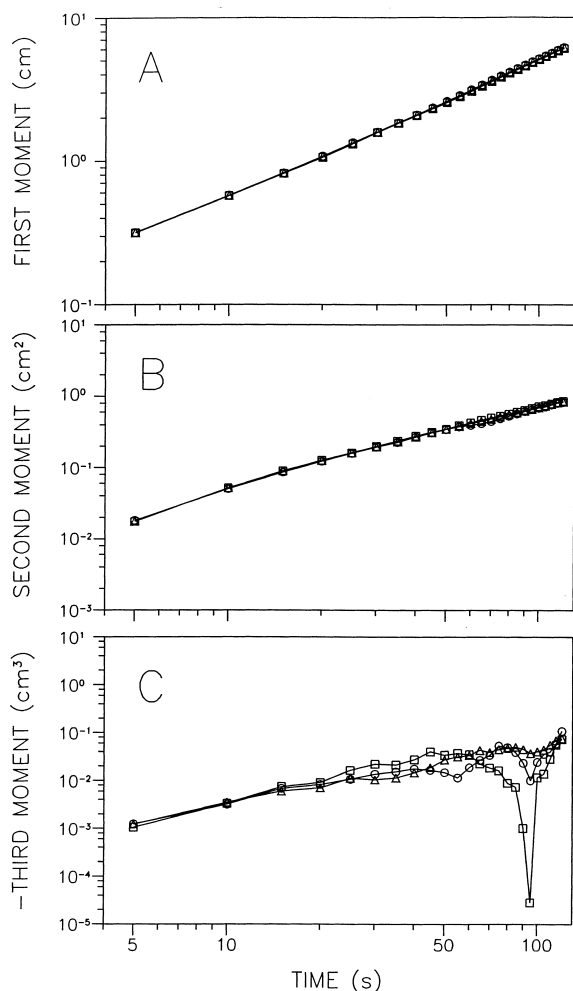 A
FIRST MOMENT (cm)
10¹
10⁰
10⁻¹
B
SECOND MOMENT (cm²)
10¹
10⁰
10⁻¹
10⁻²
10⁻³
C
−THIRD MOMENT (cm³)
10¹
10⁰
10⁻¹
10⁻²
10⁻³
10⁻⁴
10⁻⁵
5 10 50 100
TIME (s)